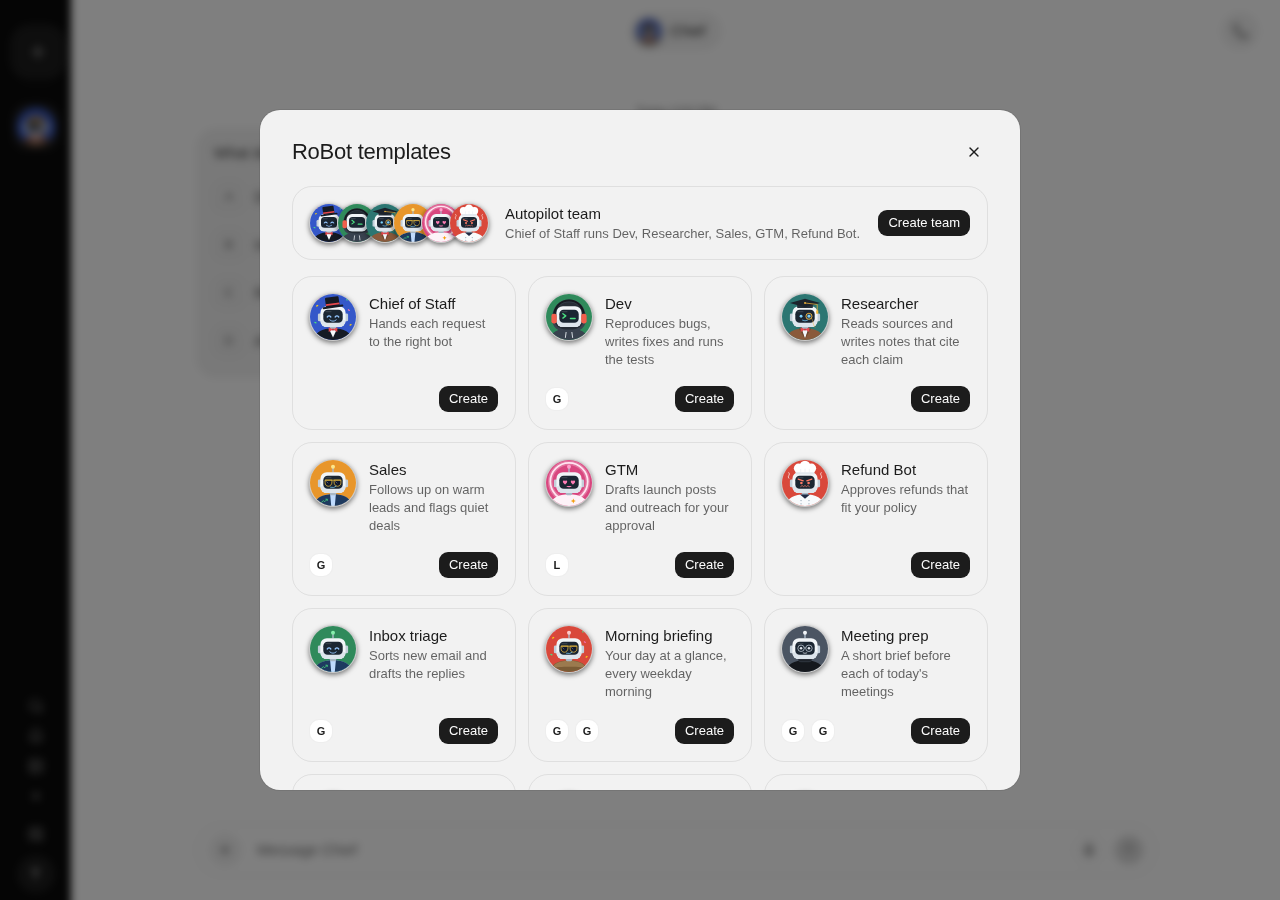 RoBot templates
Autopilot team
Chief of Staff runs Dev, Researcher, Sales, GTM, Refund Bot.
Create team
Chief of Staff
Hands each request
to the right bot
Create
Dev
Reproduces bugs,
writes fixes and runs
the tests
G
Create
Researcher
Reads sources and
writes notes that cite
each claim
Create
Sales
Follows up on warm
leads and flags quiet
deals
G
Create
GTM
Drafts launch posts
and outreach for your
approval
L
Create
Refund Bot
Approves refunds that
fit your policy
Create
Inbox triage
Sorts new email and
drafts the replies
G
Create
Morning briefing
Your day at a glance,
every weekday
morning
G G
Create
Meeting prep
A short brief before
each of today's
meetings
G G
Create
Message Chief